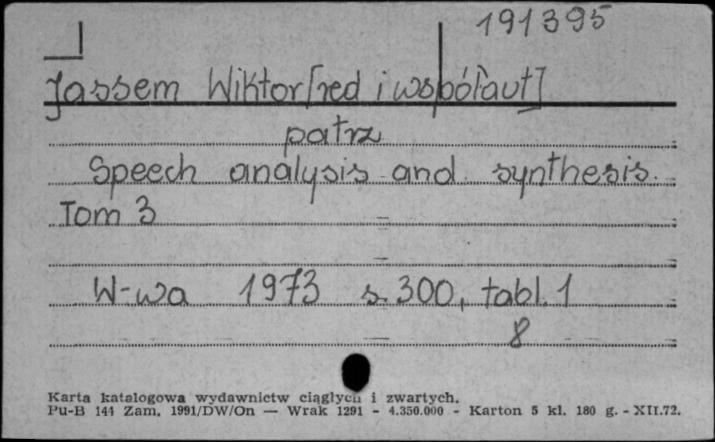 191395
Jassem Wiktor [red i współaut]
patrz
Speech analysis and synthesis.
Tom 3
W-wa 1973 s. 300, tabl. 1
8
Karta katalogowa wydawnictw ciągłych i zwartych.
Pu-B 144 Zam. 1991/DW/On — Wrak 1291 - 4.350.000 - Karton 5 kl. 180 g. - XII.72.